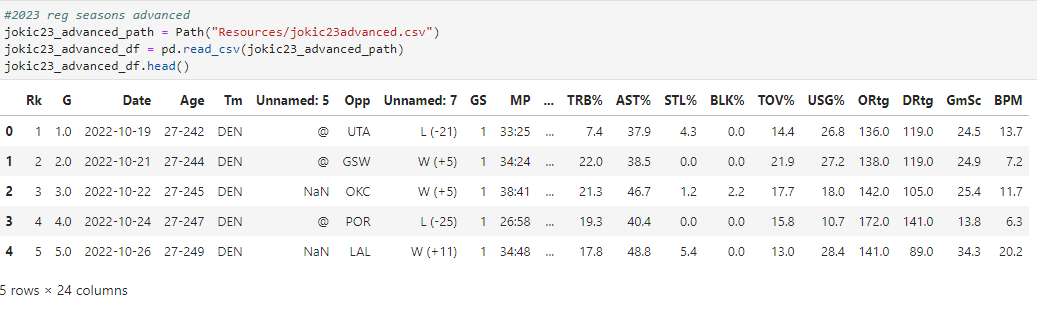 #2023 reg seasons advanced
jokic23_advanced_path = Path("Resources/jokic23advanced.csv")
jokic23_advanced_df = pd.read_csv(jokic23_advanced_path)
jokic23_advanced_df.head()
Rk G Date Age Tm Unnamed: 5 Opp Unnamed: 7 GS MP ... TRB% AST% STL% BLK% TOV% USG% ORtg DRtg GmSc BPM
0 1 1.0 2022-10-19 27-242 DEN @ UTA L (-21) 1 33:25 ... 7.4 37.9 4.3 0.0 14.4 26.8 136.0 119.0 24.5 13.7
1 2 2.0 2022-10-21 27-244 DEN @ GSW W (+5) 1 34:24 ... 22.0 38.5 0.0 0.0 21.9 27.2 138.0 119.0 24.9 7.2
2 3 3.0 2022-10-22 27-245 DEN NaN OKC W (+5) 1 38:41 ... 21.3 46.7 1.2 2.2 17.7 18.0 142.0 105.0 25.4 11.7
3 4 4.0 2022-10-24 27-247 DEN @ POR L (-25) 1 26:58 ... 19.3 40.4 0.0 0.0 15.8 10.7 172.0 141.0 13.8 6.3
4 5 5.0 2022-10-26 27-249 DEN NaN LAL W (+11) 1 34:48 ... 17.8 48.8 5.4 0.0 13.0 28.4 141.0 89.0 34.3 20.2
5 rows × 24 columns